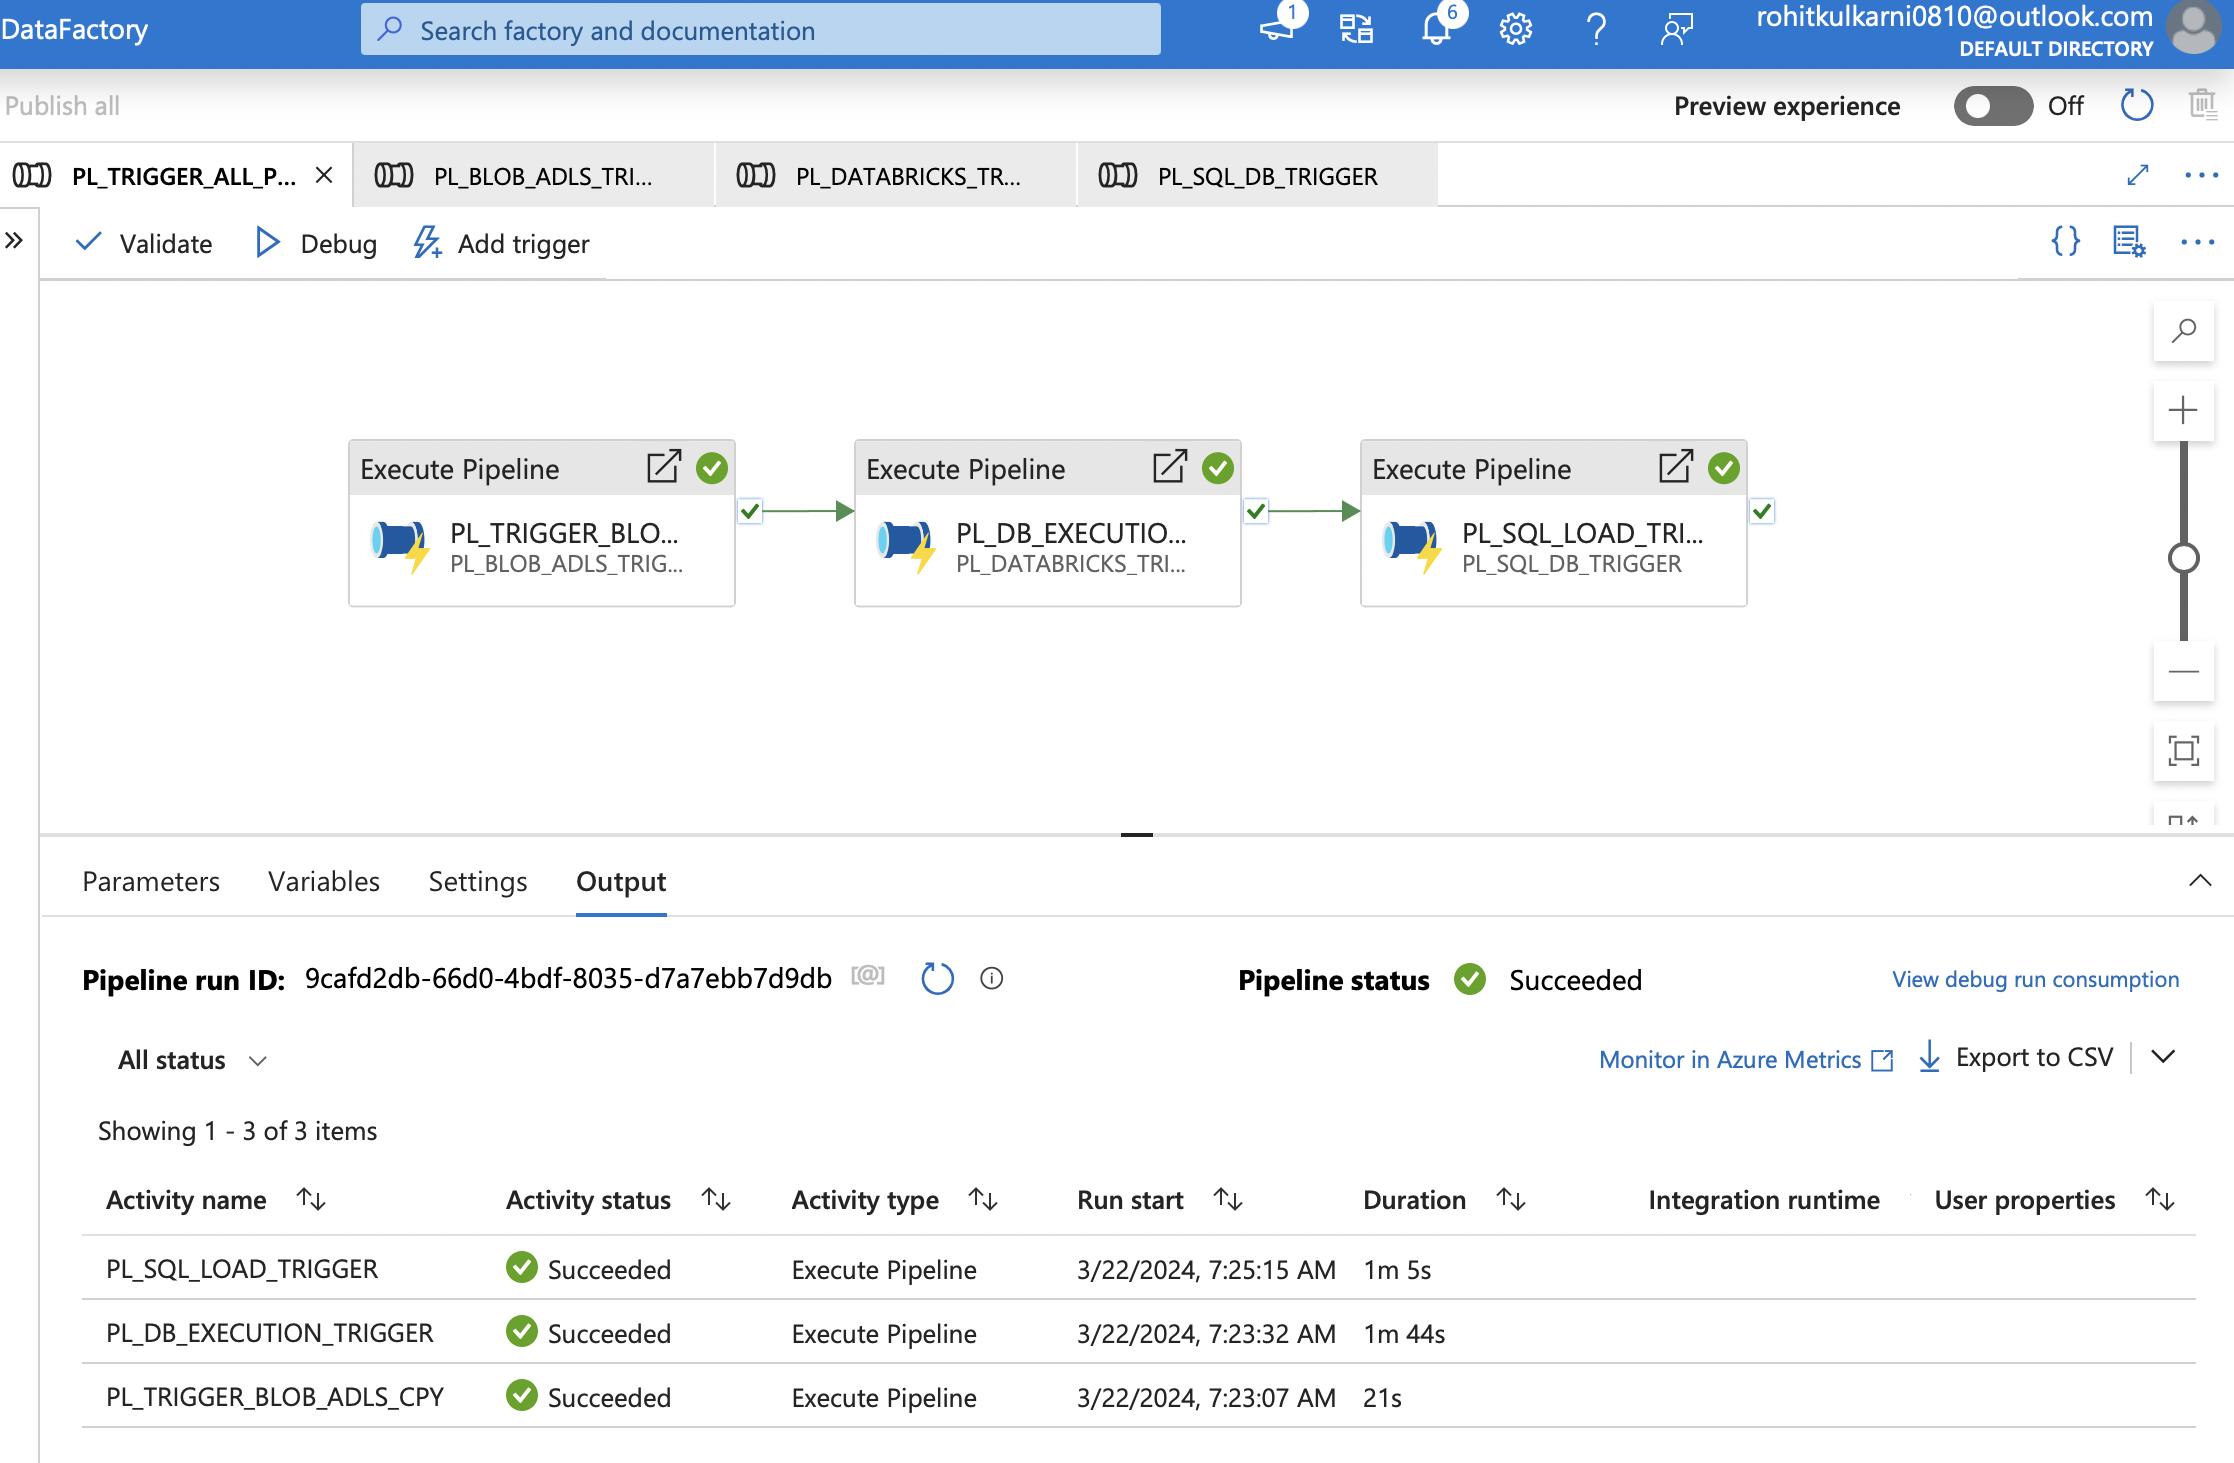 DataFactory
Search factory and documentation
1
6
rohitkulkarni0810@outlook.com
DEFAULT DIRECTORY
Publish all
Preview experience
Off
PL_TRIGGER_ALL_P...
PL_BLOB_ADLS_TRI...
PL_DATABRICKS_TR...
PL_SQL_DB_TRIGGER
Validate
Debug
Add trigger
Execute Pipeline
PL_TRIGGER_BLO...
PL_BLOB_ADLS_TRIG...
Execute Pipeline
PL_DB_EXECUTIO...
PL_DATABRICKS_TRI...
Execute Pipeline
PL_SQL_LOAD_TRI...
PL_SQL_DB_TRIGGER
Parameters Variables Settings Output
Pipeline run ID: 9cafd2db-66d0-4bdf-8035-d7a7ebb7d9db
Pipeline status Succeeded
View debug run consumption
All status
Monitor in Azure Metrics
Export to CSV
Showing 1 - 3 of 3 items
Activity name Activity status Activity type Run start Duration Integration runtime User properties
PL_SQL_LOAD_TRIGGER Succeeded Execute Pipeline 3/22/2024, 7:25:15 AM 1m 5s
PL_DB_EXECUTION_TRIGGER Succeeded Execute Pipeline 3/22/2024, 7:23:32 AM 1m 44s
PL_TRIGGER_BLOB_ADLS_CPY Succeeded Execute Pipeline 3/22/2024, 7:23:07 AM 21s